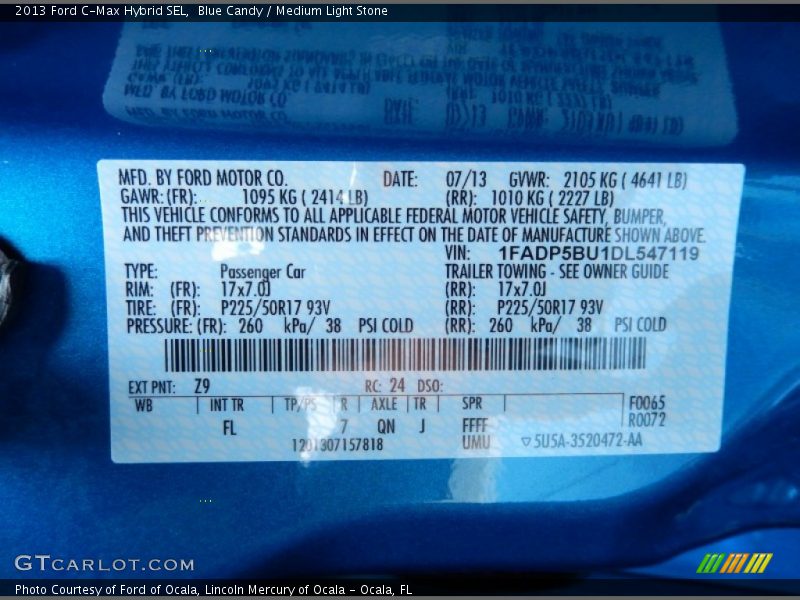 2013 Ford C-Max Hybrid SEL, Blue Candy / Medium Light Stone
MFD. BY FORD MOTOR CO. DATE: 07/13 GVWR: 2105 KG ( 4641 LB)
GAWR: (FR): 1095 KG ( 2414 LB) (RR): 1010 KG ( 2227 LB)
THIS VEHICLE CONFORMS TO ALL APPLICABLE FEDERAL MOTOR VEHICLE SAFETY, BUMPER,
AND THEFT PREVENTION STANDARDS IN EFFECT ON THE DATE OF MANUFACTURE SHOWN ABOVE.
VIN: 1FADP5BU1DL547119
TYPE: Passenger Car TRAILER TOWING - SEE OWNER GUIDE
RIM: (FR): 17x7.0J (RR): 17x7.0J
TIRE: (FR): P225/50R17 93V (RR): P225/50R17 93V
PRESSURE: (FR): 260 kPa/ 38 PSI COLD (RR): 260 kPa/ 38 PSI COLD
EXT PNT: Z9 RC: 24 DSO:
WB INT TR TP/PS R AXLE TR SPR F0065
FL 7 QN J FFFF R0072
1201307157818 UMU ▽5U5A-3520472-AA
GTCARLOT.COM
Photo Courtesy of Ford of Ocala, Lincoln Mercury of Ocala - Ocala, FL